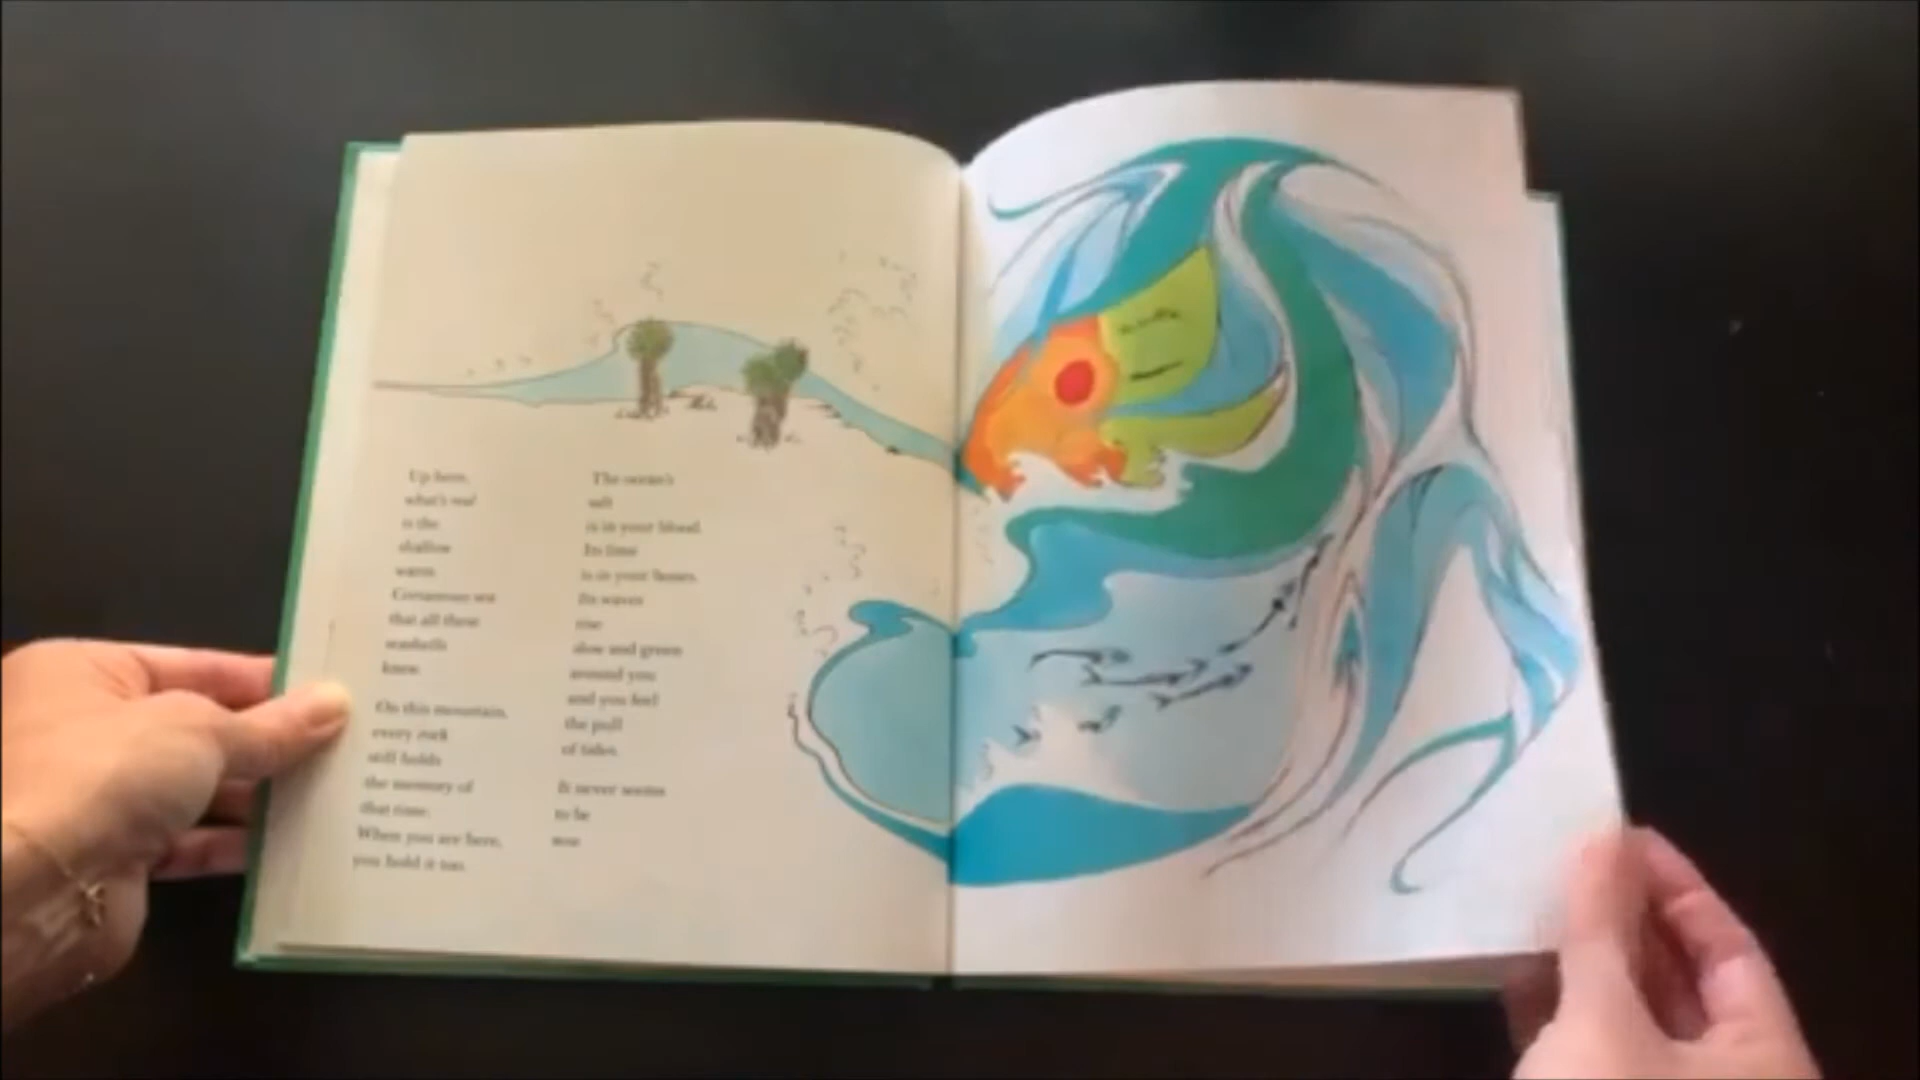 Up here,
what's real
is the
shallow
warm
Cretaceous sea
that all these
seashells
knew.
On this mountain,
every rock
still holds
the memory of
that time.
When you are here,
you hold it too.
The ocean's
salt
is in your blood.
Its lime
is in your bones.
Its waves
rise
slow and green
around you
and you feel
the pull
of tides.
It never seems
to be